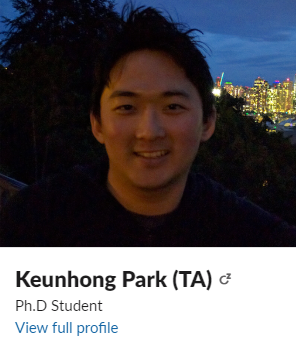 Keunhong Park (TA)
Ph.D Student
View full profile